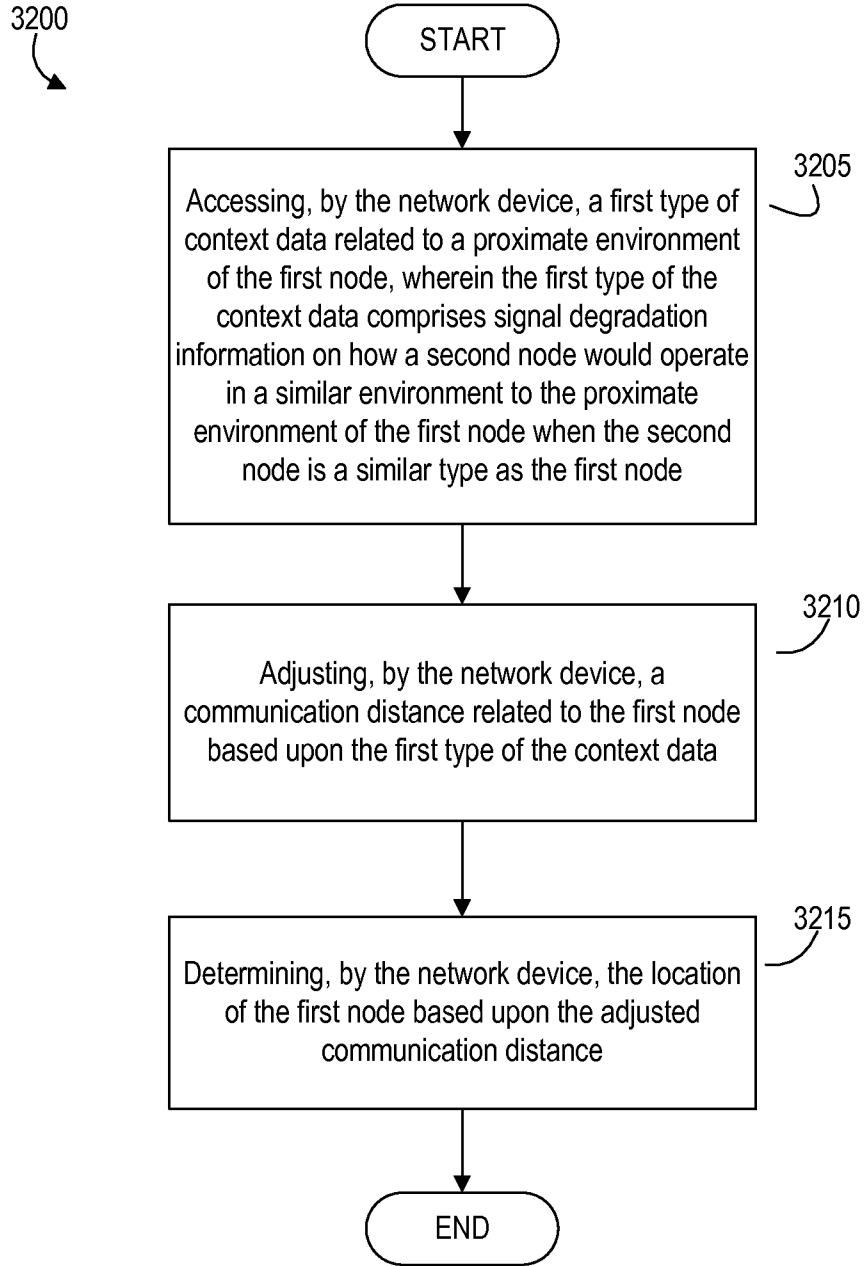 3200
START
3205
Accessing, by the network device, a first type of
context data related to a proximate environment
of the first node, wherein the first type of the
context data comprises signal degradation
information on how a second node would operate
in a similar environment to the proximate
environment of the first node when the second
node is a similar type as the first node
3210
Adjusting, by the network device, a
communication distance related to the first node
based upon the first type of the context data
3215
Determining, by the network device, the location
of the first node based upon the adjusted
communication distance
END